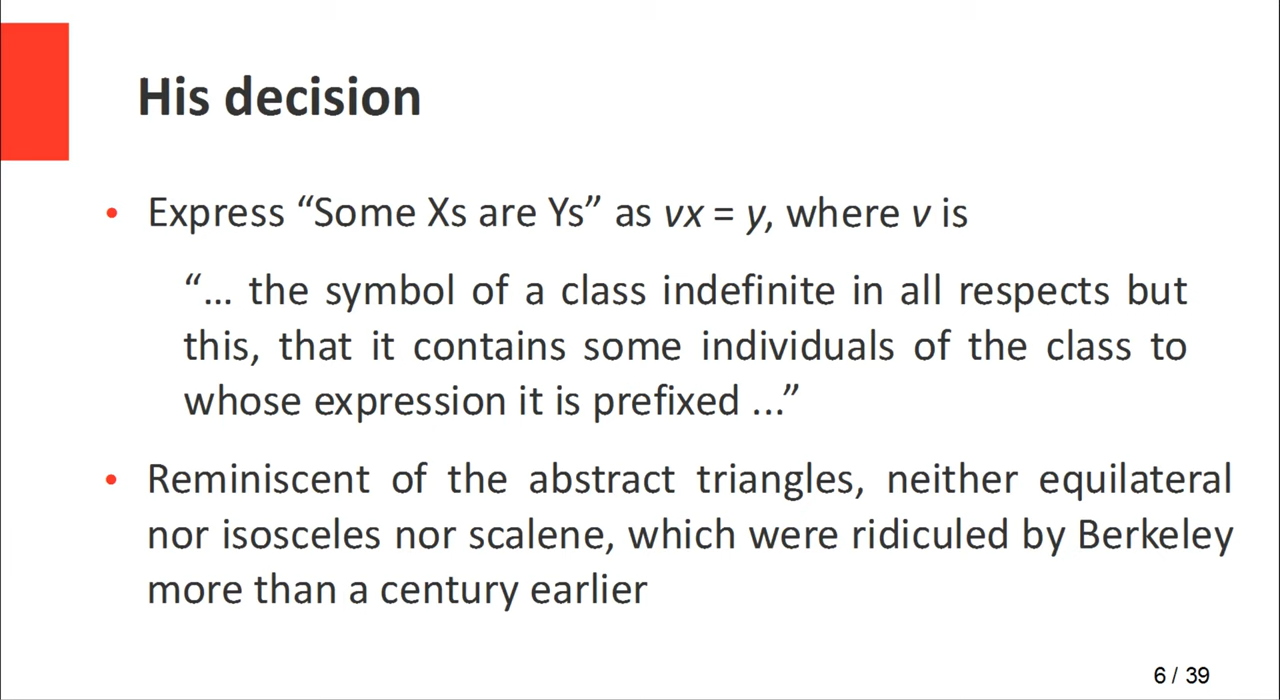 His decision
• Express “Some Xs are Ys” as vx = y, where v is
“... the symbol of a class indefinite in all respects but
this, that it contains some individuals of the class to
whose expression it is prefixed ...”
• Reminiscent of the abstract triangles, neither equilateral
nor isosceles nor scalene, which were ridiculed by Berkeley
more than a century earlier
6 / 39